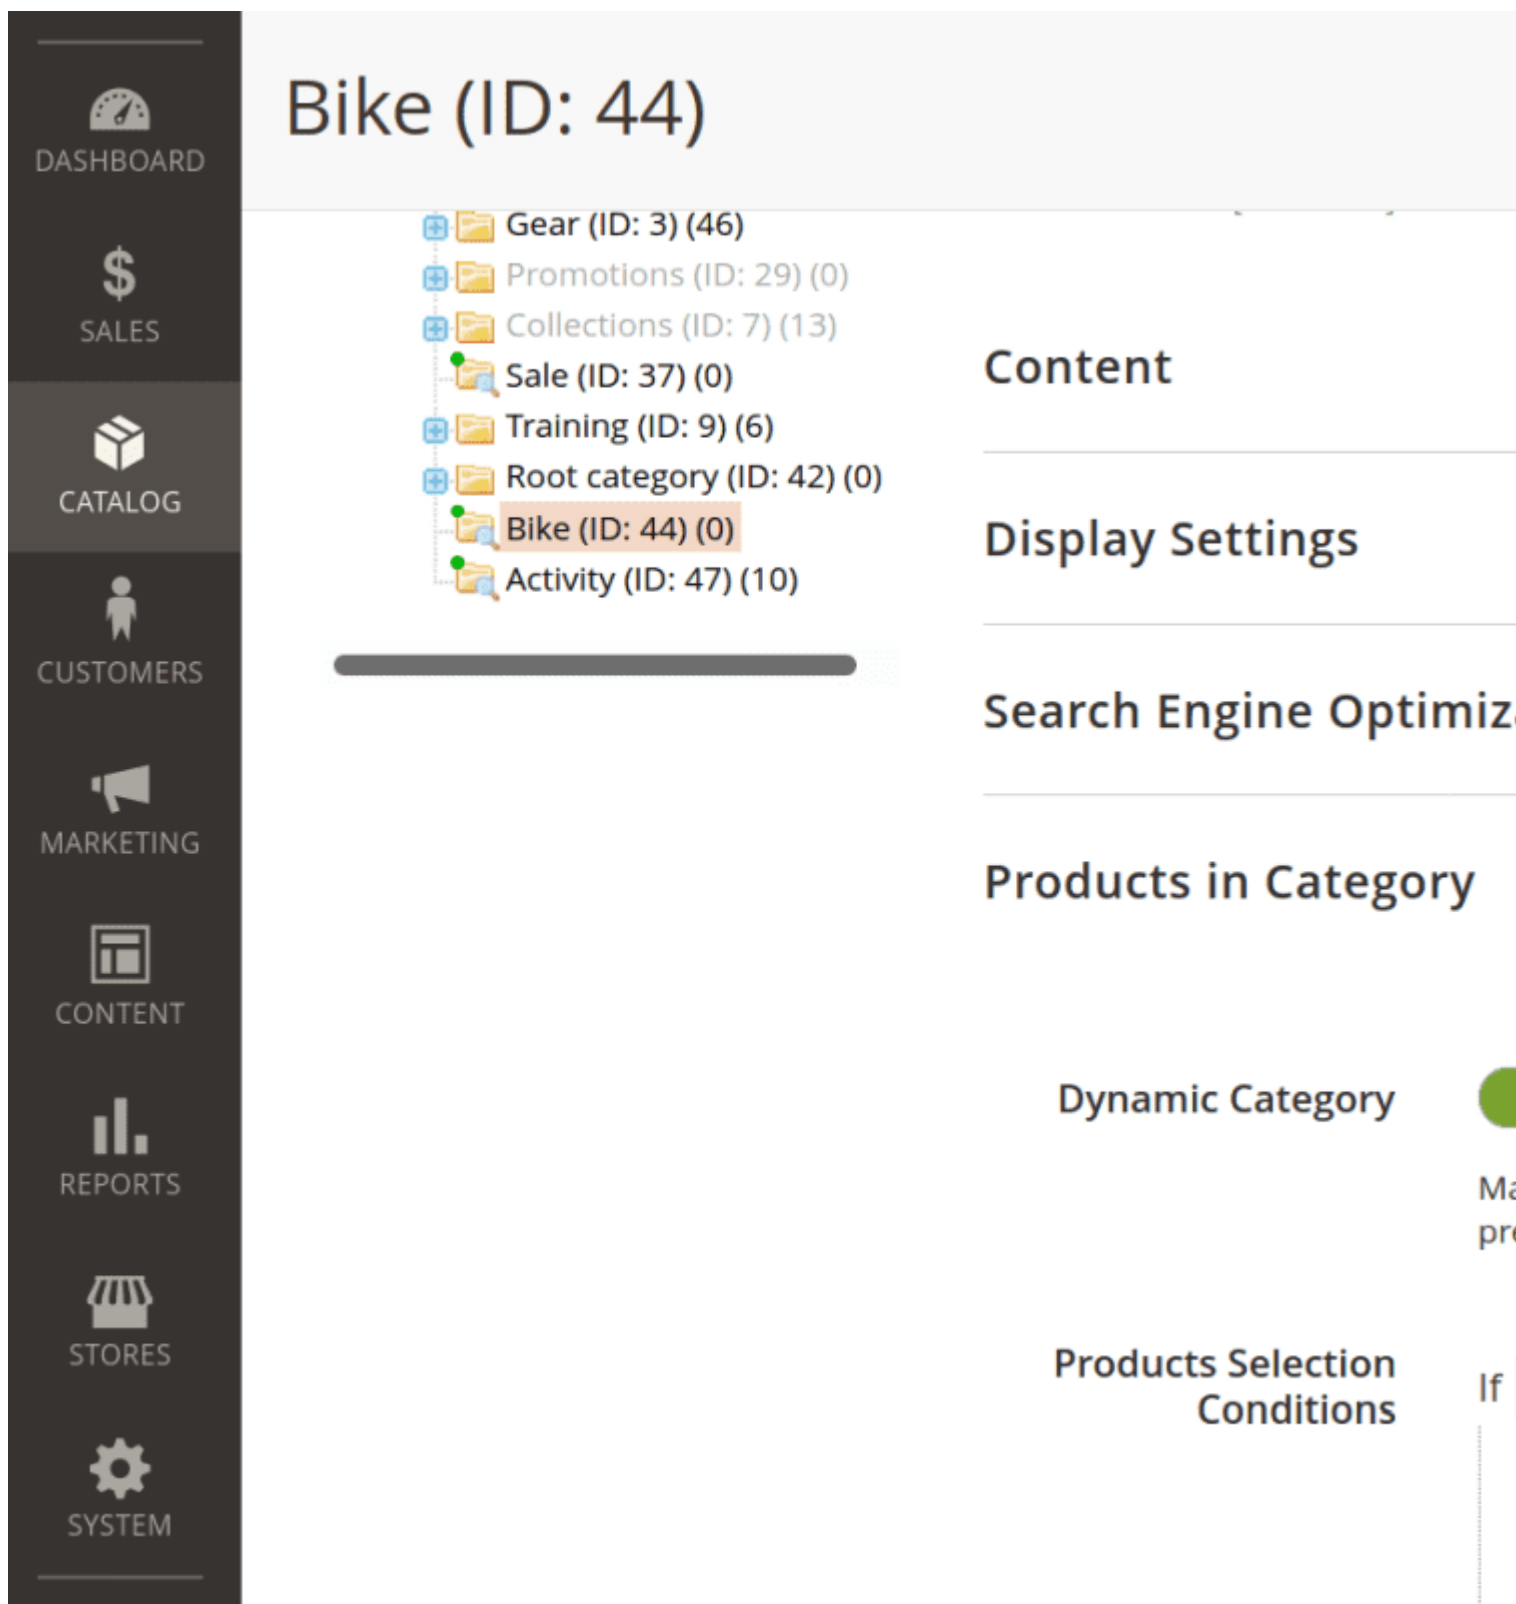 DASHBOARD
SALES
CATALOG
CUSTOMERS
MARKETING
CONTENT
REPORTS
STORES
SYSTEM
Bike (ID: 44)
Gear (ID: 3) (46)
Promotions (ID: 29) (0)
Collections (ID: 7) (13)
Sale (ID: 37) (0)
Training (ID: 9) (6)
Root category (ID: 42) (0)
Bike (ID: 44) (0)
Activity (ID: 47) (10)
Content
Display Settings
Search Engine Optimiz
Products in Category
Dynamic Category
Ma
pre
Products Selection
Conditions
If